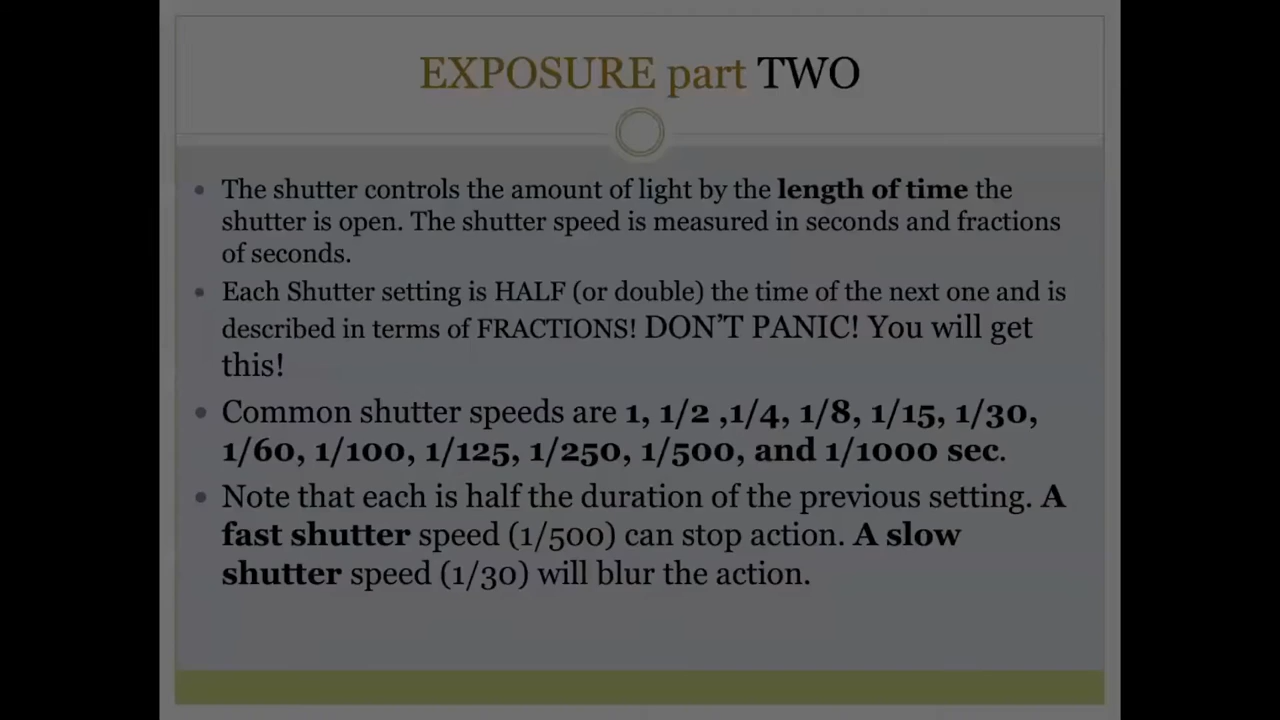 EXPOSURE part TWO
The shutter controls the amount of light by the length of time the
shutter is open. The shutter speed is measured in seconds and fractions
of seconds.
Each Shutter setting is HALF (or double) the time of the next one and is
described in terms of FRACTIONS! DON'T PANIC! You will get
this!
Common shutter speeds are 1, 1/2 ,1/4, 1/8, 1/15, 1/30,
1/60, 1/100, 1/125, 1/250, 1/500, and 1/1000 sec.
Note that each is half the duration of the previous setting. A
fast shutter speed (1/500) can stop action. A slow
shutter speed (1/30) will blur the action.